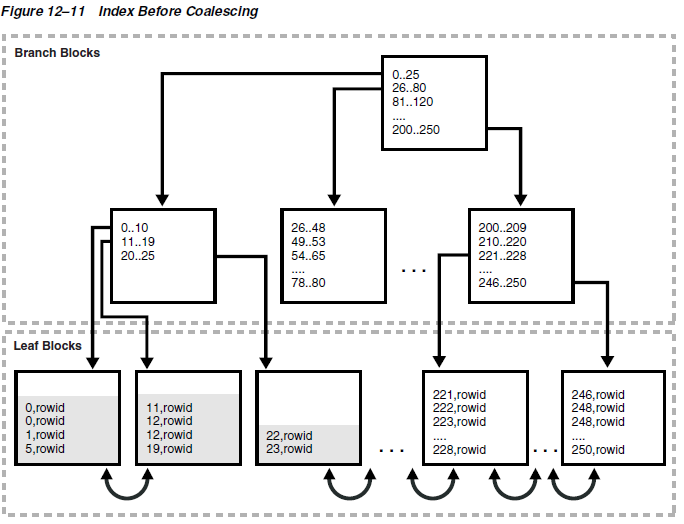 Figure 12–11 Index Before Coalescing
Branch Blocks
0..25
26..80
81..120
....
200..250
0..10
11..19
20..25
26..48
49..53
54..65
....
78..80
...
200..209
210..220
221..228
....
246..250
Leaf Blocks
0,rowid
0,rowid
1,rowid
5,rowid
11,rowid
12,rowid
12,rowid
19,rowid
22,rowid
23,rowid
...
221,rowid
222,rowid
223,rowid
....
228,rowid
...
246,rowid
248,rowid
248,rowid
....
250,rowid